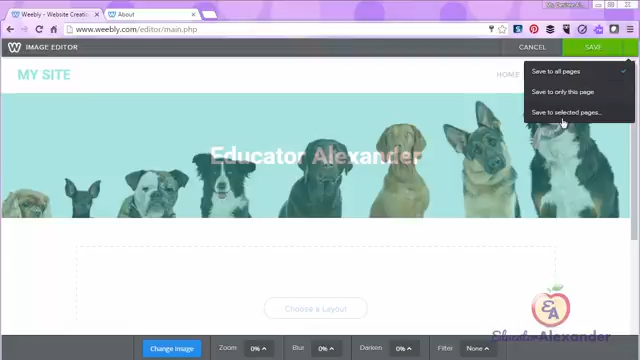 Weebly - Website Creatio
About
www.weebly.com/editor/main.php
IMAGE EDITOR
CANCEL
SAVE
Save to all pages
Save to only this page
Save to selected pages...
MY SITE
HOME
Educator Alexander
Choose a Layout
EA
Educator Alexander
Change Image
Zoom
0%
Blur
0%
Darken
0%
Filter
None